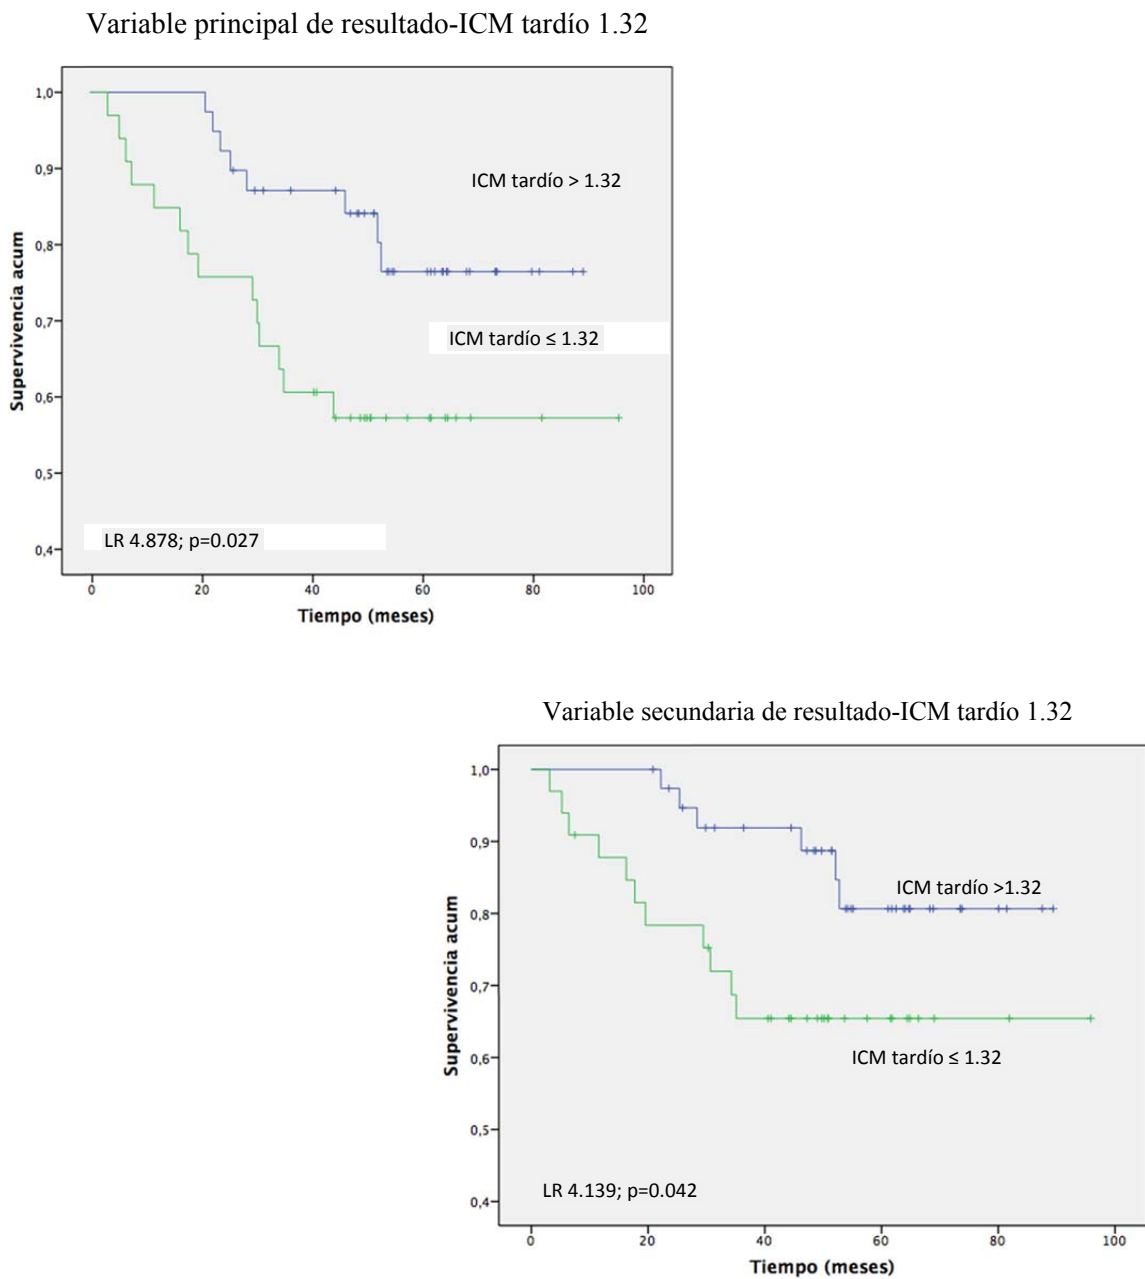 Variable principal de resultado-ICM tardío 1.32
1,0
0,9
0,8
0,7
0,6
0,5
0,4
Supervivencia acum
ICM tardío > 1.32
ICM tardío ≤ 1.32
LR 4.878; p=0.027
0 20 40 60 80 100
Tiempo (meses)
Variable secundaria de resultado-ICM tardío 1.32
1,0
0,9
0,8
0,7
0,6
0,5
0,4
Supervivencia acum
ICM tardío >1.32
ICM tardío ≤ 1.32
LR 4.139; p=0.042
0 20 40 60 80 100
Tiempo (meses)